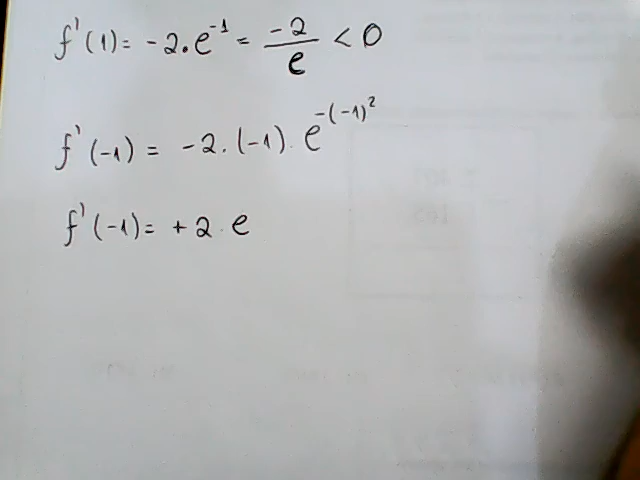 f'(1) = -2.e⁻¹ = -2/e < 0
f'(-1) = -2.(-1).e^-(-1)²
f'(-1) = +2.e